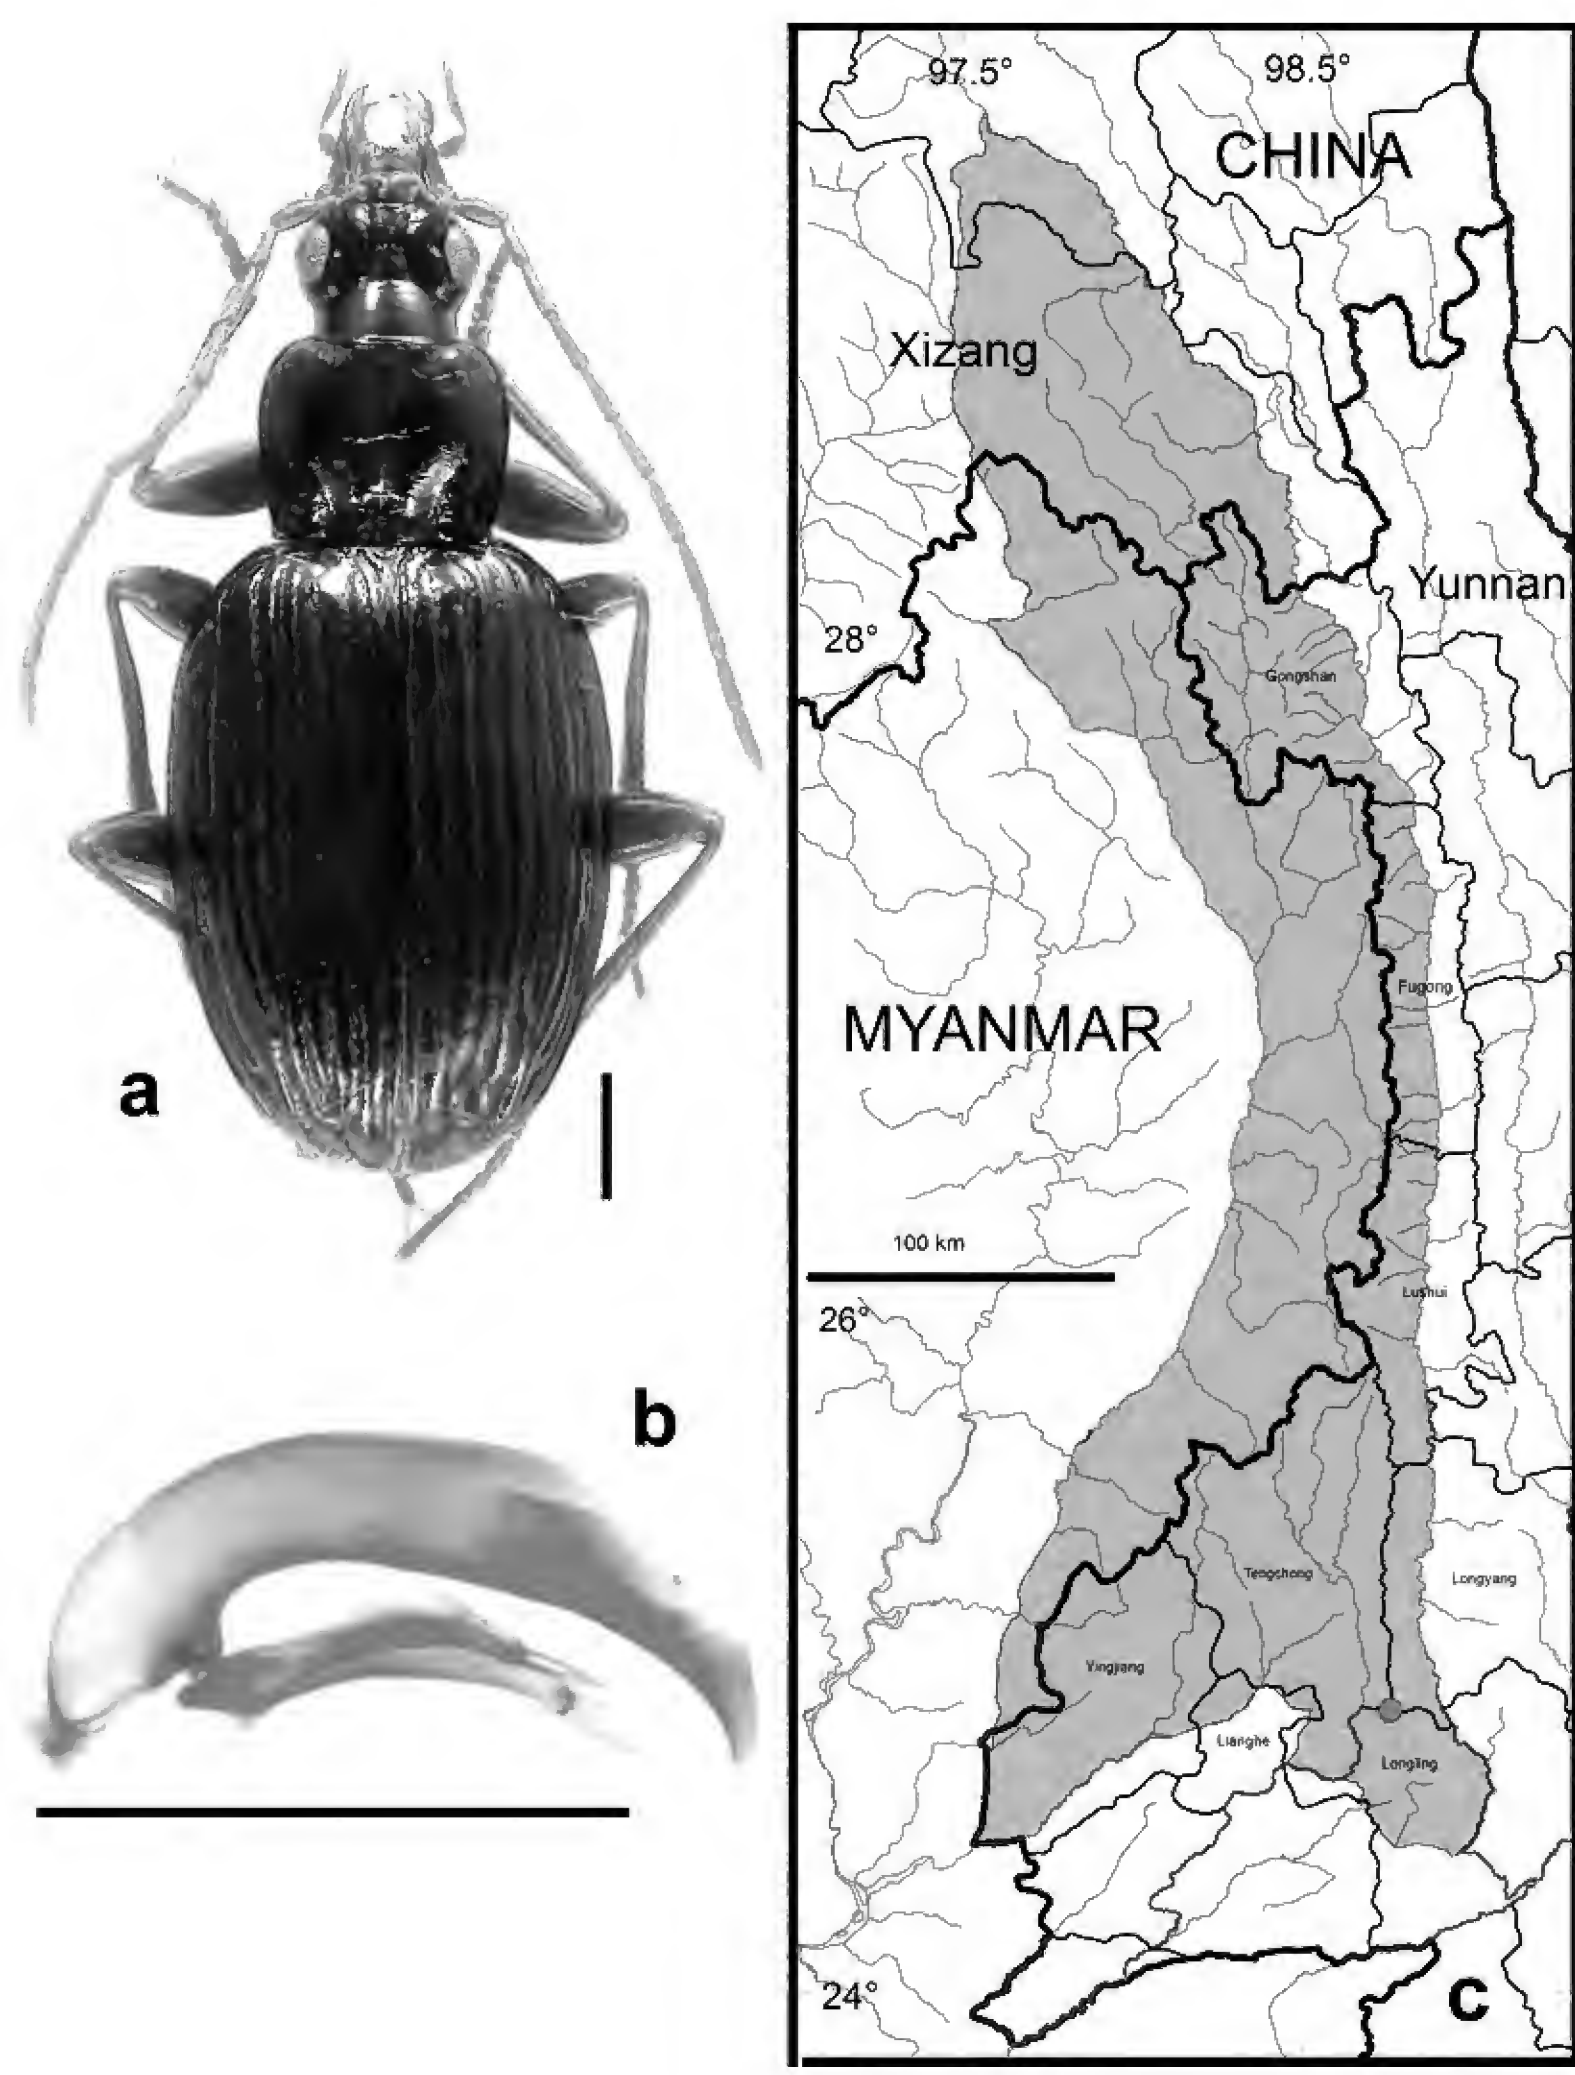 a
b
97.5°
98.5°
CHINA
Xizang
Yunnan
28°
Gongshan
Fugong
MYANMAR
100 km
Lushui
26°
Tengchong
Longyang
Yingjiang
Lianghe
Longling
24°
c